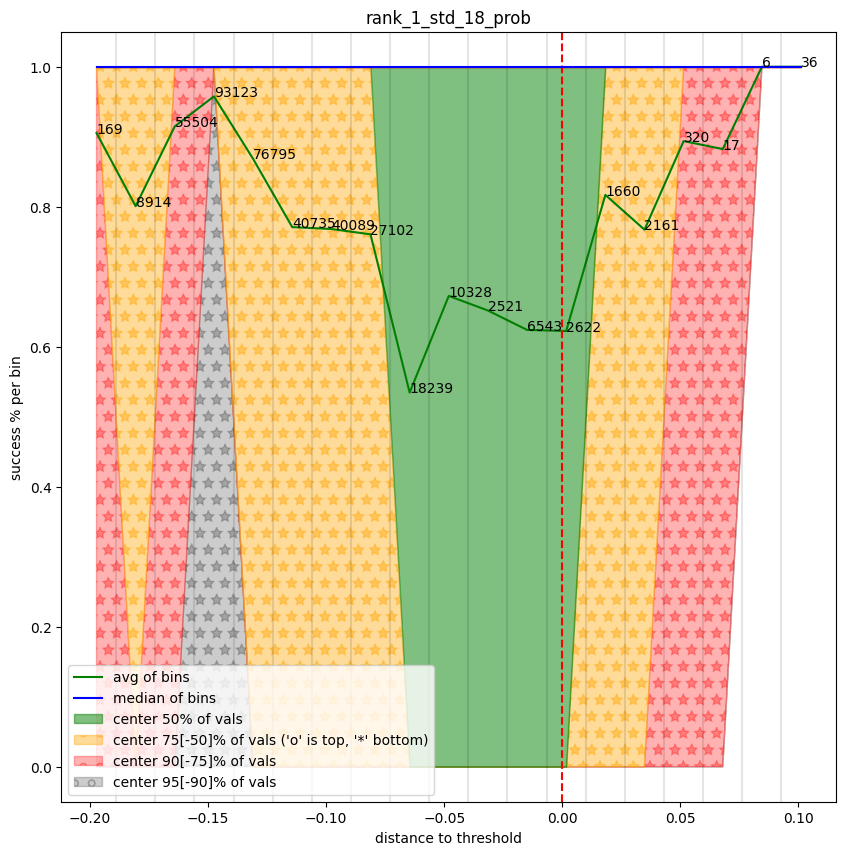 rank_1_std_18_prob
1.0
0.8
0.6
0.4
0.2
0.0
success % per bin
169
8914
55504
93123
76795
40735
40089
27102
18239
10328
2521
6543
2622
1660
2161
320
17
6
36
avg of bins
median of bins
center 50% of vals
center 75[-50]% of vals ('o' is top, '*' bottom)
center 90[-75]% of vals
center 95[-90]% of vals
−0.20 −0.15 −0.10 −0.05 0.00 0.05 0.10
distance to threshold